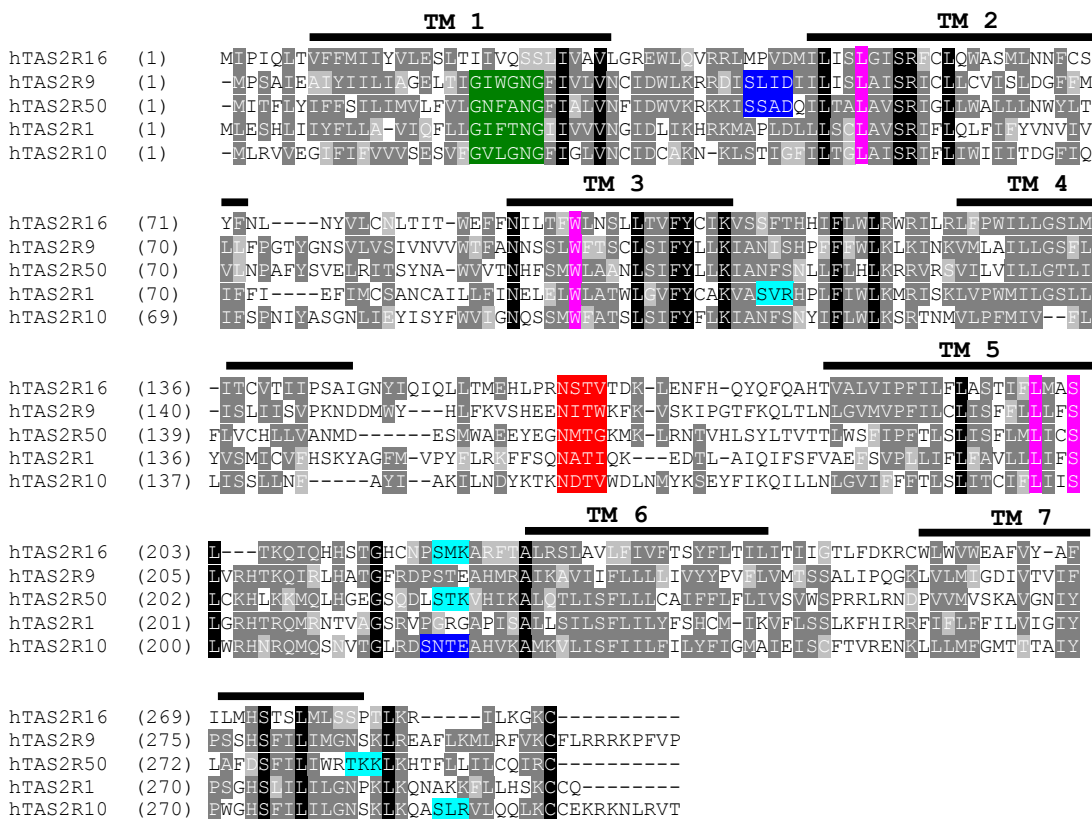 TM 1 TM 2
hTAS2R16 (1) MIPIQLTVFFMIIYVLESLTIIVQSSLIVAVLGREWLQVRRLMPVDMILISLGISRFCLQWASMLNNFCS
hTAS2R9 (1) -MPSAIEAIYIILIAGELTIGIWGNGFIVLVNCIDWLKRRDISLIDIILISLAISRICLLCVISLDGFFM
hTAS2R50 (1) -MITFLYIFFSILIMVLFVLGNFANGFIALVNFIDWVKRKKISSADQILTALAVSRIGLLWALLLNWYLT
hTAS2R1 (1) MLESHLIIYFLLA-VIQFLLGIFTNGIIVVVNGIDLIKHRKMAPLDLLLSCLAVSRIFLQLFIFYVNVIV
hTAS2R10 (1) -MLRVVEGIFIFVVVSESVFGVLGNGFIGLVNCIDCAKN-KLSTIGFILTGLAISRIFLIWIIITDGFIQ
TM 3 TM 4
hTAS2R16 (71) YFNL----NYVLCNLTIT-WEFFNILTFWLNSLLTVFYCIKVSSFTHHIFLWLRWRILRLFPWILLGSLM
hTAS2R9 (70) LLFPGTYGNSVLVSIVNVVWTFANNSSLWFTSCLSIFYLLKIANISHPFFFWLKLKINKVMLAILLGSFL
hTAS2R50 (70) VLNPAFYSVELRITSYNA-WVVTNHFSMWLAANLSIFYLLKIANFSNLLFLHLKRRVRSVILVILLGTLI
hTAS2R1 (70) IFFI----EFIMCSANCAILLFINELELWLATWLGVFYCAKVASVRHPLFIWLKMRISKLVPWMILGSLL
hTAS2R10 (69) IFSPNIYASGNLIEYISYFWVIGNQSSMWFATSLSIFYFLKIANFSNYIFLWLKSRTNMVLPFMIV--FL
TM 5
hTAS2R16 (136) -ITCVTIIPSAIGNYIQIQLLTMEHLPRNSTVTDK-LENFH-QYQFQAHTVALVIPFILFLASTIFLMAS
hTAS2R9 (140) -ISLIISVPKNDDMWY---HLFKVSHEENITWKFK-VSKIPGTFKQLTLNLGVMVPFILCLISFFLLLFS
hTAS2R50 (139) FLVCHLLVANMD------ESMWAEEYEGNMTGKMK-LRNTVHLSYLTVTTLWSFIPFTLSLISFLMLICS
hTAS2R1 (136) YVSMICVFHSKYAGFM-VPYFLRKFFSQNATIQK---EDTL-AIQIFSFVAEFSVPLLIFLFAVLLLIFS
hTAS2R10 (137) LISSLLNF-----AYI--AKILNDYKTKNDTVWDLNMYKSEYFIKQILLNLGVIFFFTLSLITCIFLIIS
TM 6 TM 7
hTAS2R16 (203) L---TKQIQHHSTGHCNPSMKARFTALRSLAVLFIVFTSYFLTILITIIGTLFDKRCWLWVWEAFVY-AF
hTAS2R9 (205) LVRHTKQIRLHATGFRDPSTEAHMRAIKAVIIFLLLLIVYYPVFLVMTSSALIPQGKLVLMIGDIVTVIF
hTAS2R50 (202) LCKHLKKMQLHGEGSQDLSTKVHIKALQTLISFLLLCAIFFLFLIVSVWSPRRLRNDPVVMVSKAVGNIY
hTAS2R1 (201) LGRHTRQMRNTVAGSRVPGRGAPISALLSILSFLILYFSHCM-IKVFLSSLKFHIRRFIFLFFILVIGIY
hTAS2R10 (200) LWRHNRQMQSNVTGLRDSNTEAHVKAMKVLISFIILFILYFIGMAIEISCFTVRENKLLLMFGMTTTAIY
hTAS2R16 (269) ILMHSTSLMLSSPTLKR-----ILKGKC----------
hTAS2R9 (275) PSSHSFILIMGNSKLREAFLKMLRFVKCFLRRRKPFVP
hTAS2R50 (272) LAFDSFILIWRTKKLKHTFLLILCQIRC----------
hTAS2R1 (270) PSGHSLILILGNPKLKQNAKKFLLHSKCCQ--------
hTAS2R10 (270) PWGHSFILILGNSKLKQASLRVLQQLKCCEKRKNLRVT